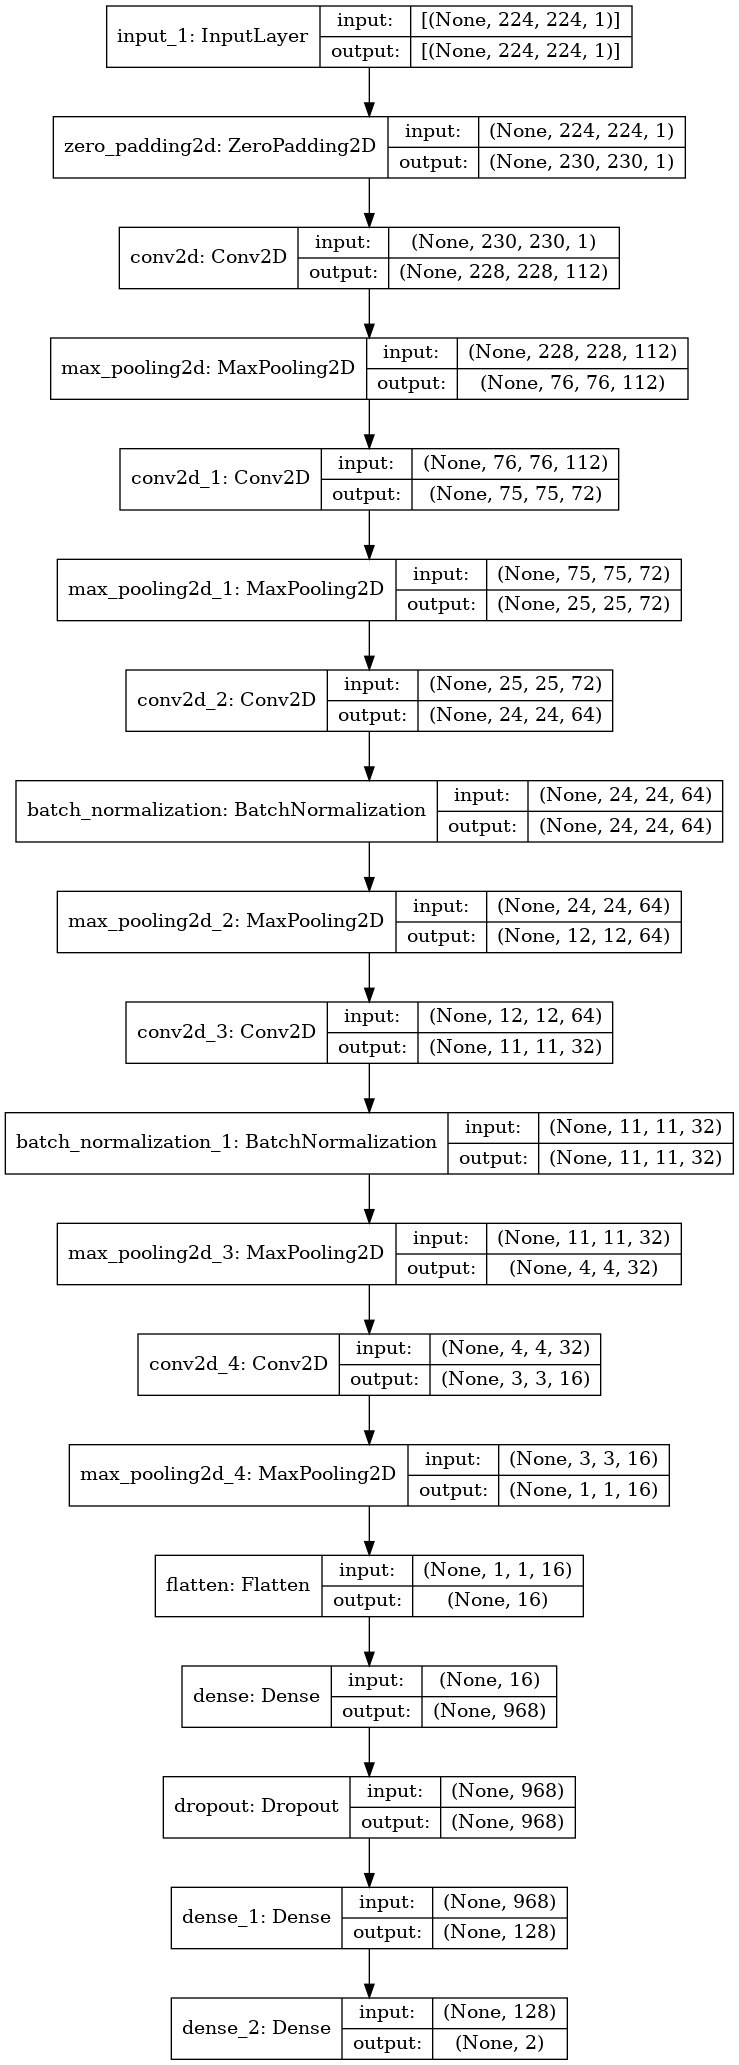 input_1: InputLayer
input: [(None, 224, 224, 1)]
output: [(None, 224, 224, 1)]
zero_padding2d: ZeroPadding2D
input: (None, 224, 224, 1)
output: (None, 230, 230, 1)
conv2d: Conv2D
input: (None, 230, 230, 1)
output: (None, 228, 228, 112)
max_pooling2d: MaxPooling2D
input: (None, 228, 228, 112)
output: (None, 76, 76, 112)
conv2d_1: Conv2D
input: (None, 76, 76, 112)
output: (None, 75, 75, 72)
max_pooling2d_1: MaxPooling2D
input: (None, 75, 75, 72)
output: (None, 25, 25, 72)
conv2d_2: Conv2D
input: (None, 25, 25, 72)
output: (None, 24, 24, 64)
batch_normalization: BatchNormalization
input: (None, 24, 24, 64)
output: (None, 24, 24, 64)
max_pooling2d_2: MaxPooling2D
input: (None, 24, 24, 64)
output: (None, 12, 12, 64)
conv2d_3: Conv2D
input: (None, 12, 12, 64)
output: (None, 11, 11, 32)
batch_normalization_1: BatchNormalization
input: (None, 11, 11, 32)
output: (None, 11, 11, 32)
max_pooling2d_3: MaxPooling2D
input: (None, 11, 11, 32)
output: (None, 4, 4, 32)
conv2d_4: Conv2D
input: (None, 4, 4, 32)
output: (None, 3, 3, 16)
max_pooling2d_4: MaxPooling2D
input: (None, 3, 3, 16)
output: (None, 1, 1, 16)
flatten: Flatten
input: (None, 1, 1, 16)
output: (None, 16)
dense: Dense
input: (None, 16)
output: (None, 968)
dropout: Dropout
input: (None, 968)
output: (None, 968)
dense_1: Dense
input: (None, 968)
output: (None, 128)
dense_2: Dense
input: (None, 128)
output: (None, 2)